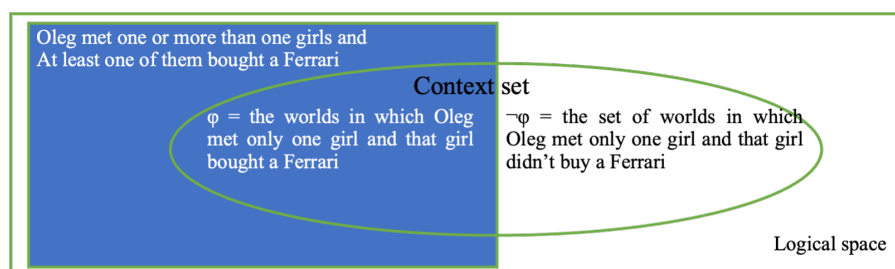 Oleg met one or more than one girls and
At least one of them bought a Ferrari
Context set
φ = the worlds in which Oleg
met only one girl and that girl
bought a Ferrari
¬φ = the set of worlds in which
Oleg met only one girl and that girl
didn't buy a Ferrari
Logical space